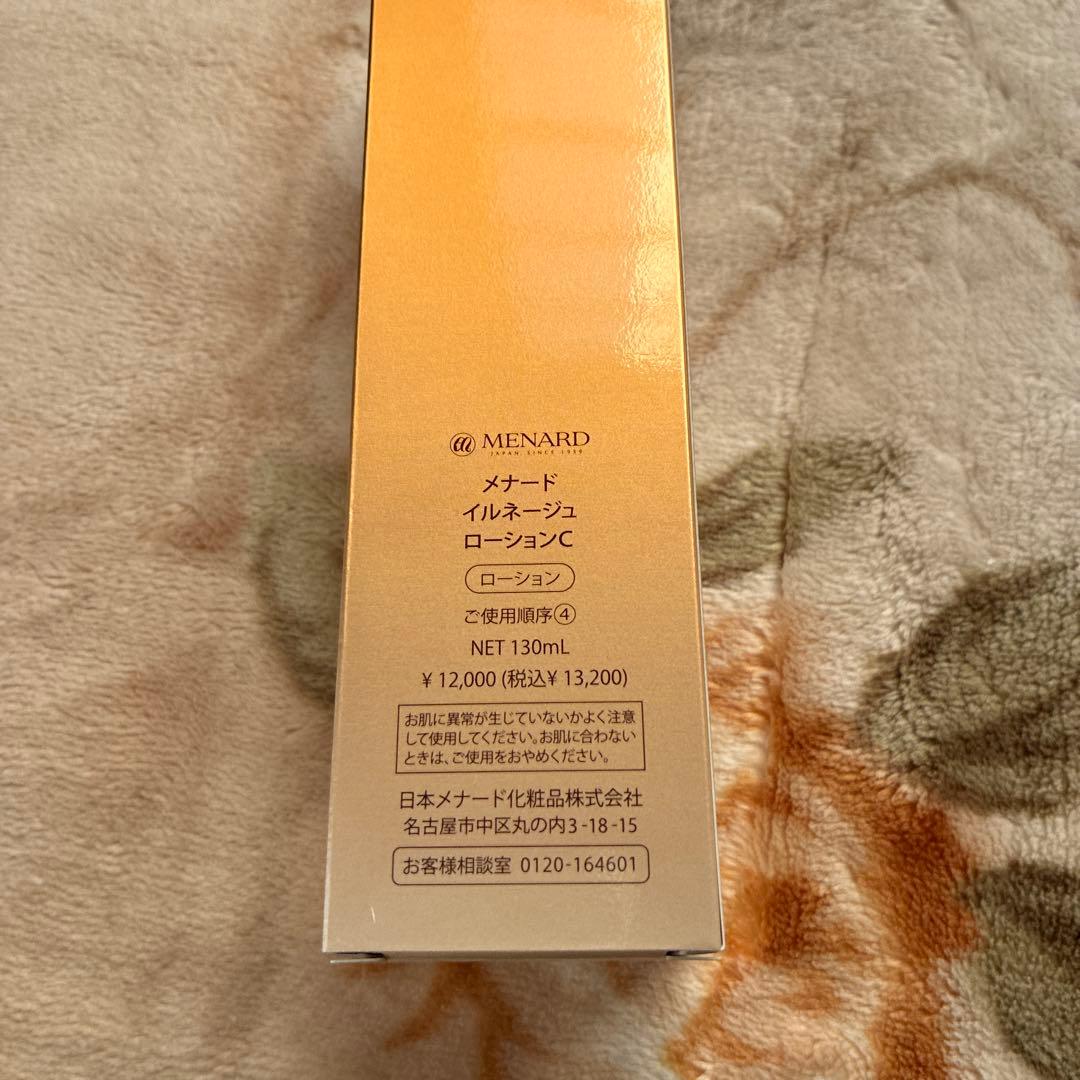 MENARD
JAPAN, SINCE 1959
メナード
イルネージュ
ローションC
ローション
ご使用順序④
NET 130mL
¥12,000 (税込¥13,200)
お肌に異常が生じていないかよく注意
して使用してください。お肌に合わない
ときは、ご使用をおやめください。
日本メナード化粧品株式会社
名古屋市中区丸の内3-18-15
お客様相談室 0120-164601